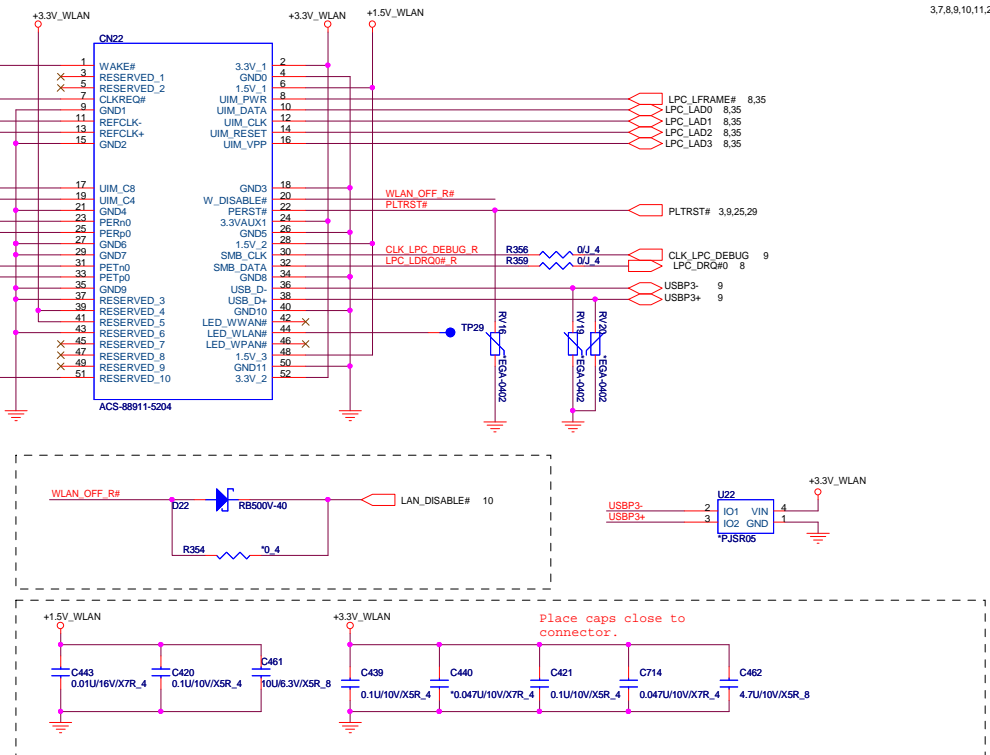 3,7,8,9,10,11,2
+3.3V_WLAN
+3.3V_WLAN
+1.5V_WLAN
CN22
1 WAKE# 3.3V_1 2
3 RESERVED_1 GND0 4
5 RESERVED_2 1.5V_1 6
7 CLKREQ# UIM_PWR 8 LPC_LFRAME# 8,35
9 GND1 UIM_DATA 10 LPC_LAD0 8,35
11 REFCLK- UIM_CLK 12 LPC_LAD1 8,35
13 REFCLK+ UIM_RESET 14 LPC_LAD2 8,35
15 GND2 UIM_VPP 16 LPC_LAD3 8,35
17 UIM_C8 GND3 18
19 UIM_C4 W_DISABLE# 20 WLAN_OFF_R#
21 GND4 PERST# 22 PLTRST# PLTRST# 3,9,25,29
23 PERn0 3.3VAUX1 24
25 PERp0 GND5 26
27 GND6 1.5V_2 28
29 GND7 SMB_CLK 30 CLK_LPC_DEBUG_R R356 0/J_4 CLK_LPC_DEBUG 9
31 PETn0 SMB_DATA 32 LPC_LDRQ0#_R R359 0/J_4 LPC_DRQ#0 8
33 PETp0 GND8 34
35 GND9 USB_D- 36 USBP3- 9
37 RESERVED_3 USB_D+ 38 USBP3+ 9
39 RESERVED_4 GND10 40
41 RESERVED_5 LED_WWAN# 42
43 RESERVED_6 LED_WLAN# 44 TP29
45 RESERVED_7 LED_WPAN# 46
47 RESERVED_8 1.5V_3 48
49 RESERVED_9 GND11 50
51 RESERVED_10 3.3V_2 52
ACS-88911-5204
RV16 *EGA-0402
RV19 *EGA-0402
RV20 *EGA-0402
WLAN_OFF_R# D22 RB500V-40 LAN_DISABLE# 10
R354 *0_4
+3.3V_WLAN
U22
USBP3- 2 IO1 VIN 4
USBP3+ 3 IO2 GND 1
*PJSR05
+1.5V_WLAN
+3.3V_WLAN
Place caps close to
connector.
C443
0.01U/16V/X7R_4
C420
0.1U/10V/X5R_4
C461
10U/6.3V/X5R_8
C439
0.1U/10V/X5R_4
C440
*0.047U/10V/X7R_4
C421
0.1U/10V/X5R_4
C714
0.047U/10V/X7R_4
C462
4.7U/10V/X5R_8